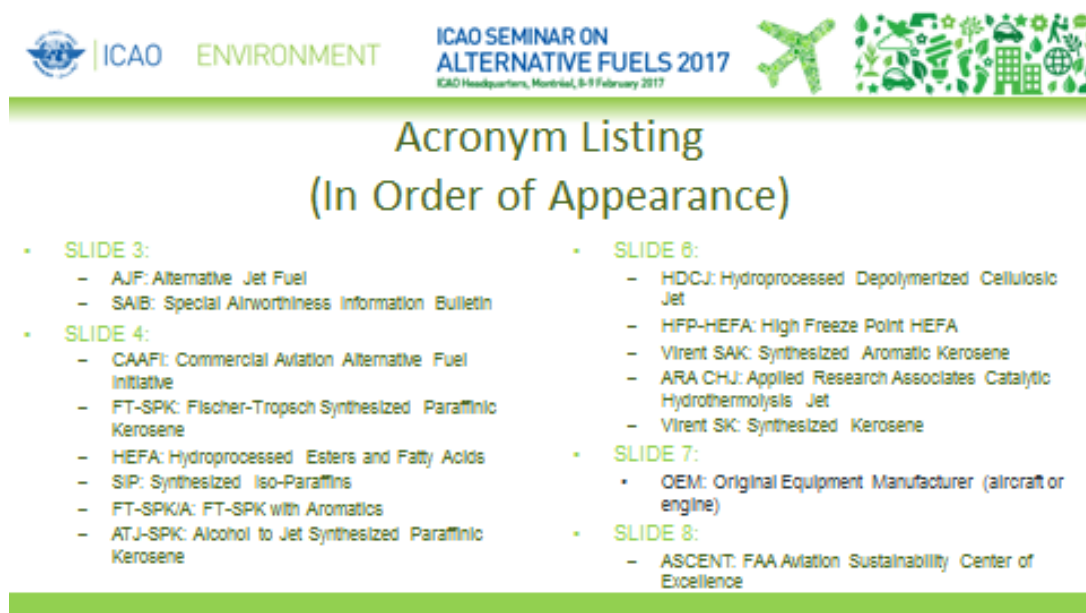 ICAO ENVIRONMENT
ICAO SEMINAR ON
ALTERNATIVE FUELS 2017
ICAO Headquarters, Montréal, 8-9 February 2017
Acronym Listing
(In Order of Appearance)
• SLIDE 3:
– AJF: Alternative Jet Fuel
– SAIB: Special Airworthiness Information Bulletin
• SLIDE 4:
– CAAFI: Commercial Aviation Alternative Fuel
Initiative
– FT-SPK: Fischer-Tropsch Synthesized Paraffinic
Kerosene
– HEFA: Hydroprocessed Esters and Fatty Acids
– SIP: Synthesized Iso-Paraffins
– FT-SPK/A: FT-SPK with Aromatics
– ATJ-SPK: Alcohol to Jet Synthesized Paraffinic
Kerosene
• SLIDE 6:
– HDCJ: Hydroprocessed Depolymerized Cellulosic
Jet
– HFP-HEFA: High Freeze Point HEFA
– Virent SAK: Synthesized Aromatic Kerosene
– ARA CHJ: Applied Research Associates Catalytic
Hydrothermolysis Jet
– Virent SK: Synthesized Kerosene
• SLIDE 7:
• OEM: Original Equipment Manufacturer (aircraft or
engine)
• SLIDE 8:
– ASCENT: FAA Aviation Sustainability Center of
Excellence